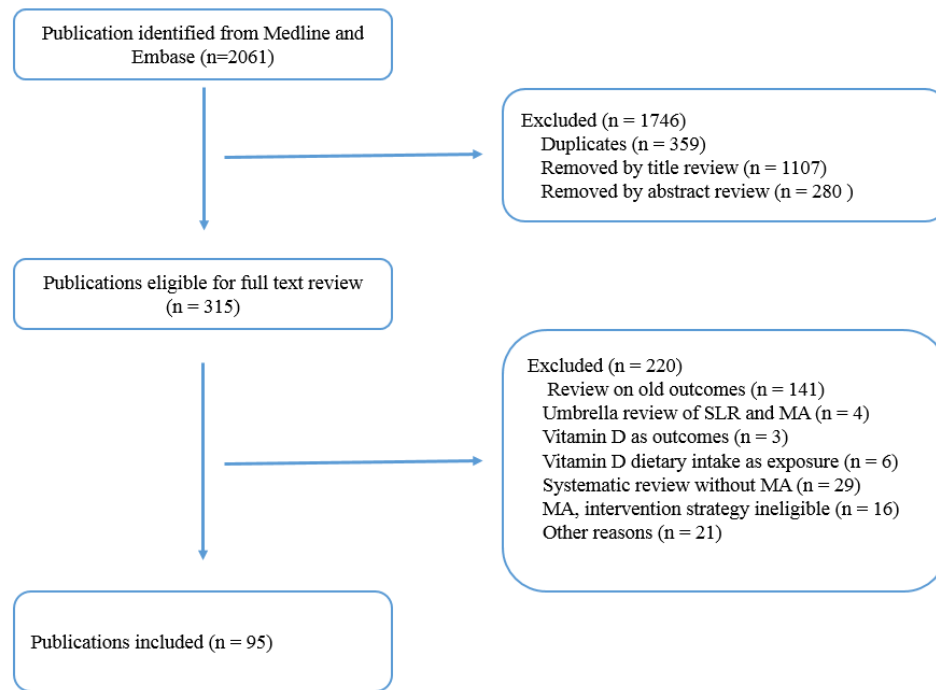 Publication identified from Medline and
Embase (n=2061)
Excluded (n = 1746)
Duplicates (n = 359)
Removed by title review (n = 1107)
Removed by abstract review (n = 280 )
Publications eligible for full text review
(n = 315)
Excluded (n = 220)
Review on old outcomes (n = 141)
Umbrella review of SLR and MA (n = 4)
Vitamin D as outcomes (n = 3)
Vitamin D dietary intake as exposure (n = 6)
Systematic review without MA (n = 29)
MA, intervention strategy ineligible (n = 16)
Other reasons (n = 21)
Publications included (n = 95)